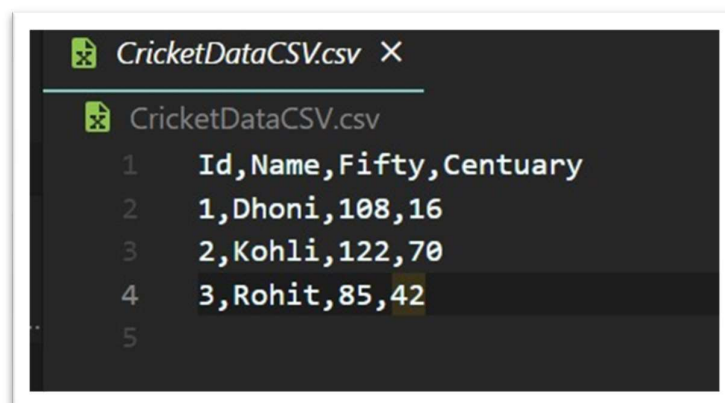 CricketDataCSV.csv ×
CricketDataCSV.csv
1 Id,Name,Fifty,Centuary
2 1,Dhoni,108,16
3 2,Kohli,122,70
4 3,Rohit,85,42
5